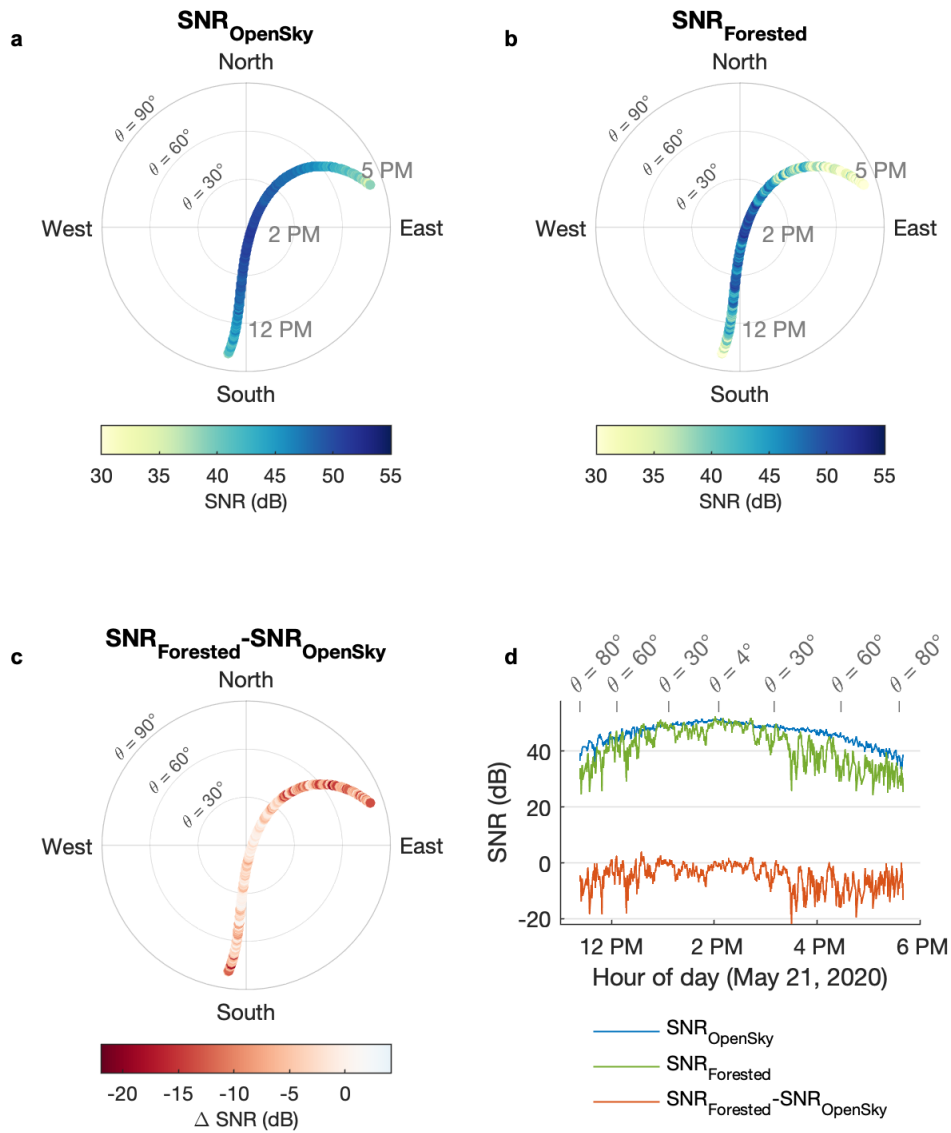 a
SNR_OpenSky
North
θ = 90°
θ = 60°
θ = 30°
5 PM
West
2 PM
East
12 PM
South
30 35 40 45 50 55
SNR (dB)
b
SNR_Forested
North
θ = 90°
θ = 60°
θ = 30°
5 PM
West
2 PM
East
12 PM
South
30 35 40 45 50 55
SNR (dB)
c
SNR_Forested-SNR_OpenSky
North
θ = 90°
θ = 60°
θ = 30°
West
East
South
-20 -15 -10 -5 0
Δ SNR (dB)
d
θ = 80° θ = 60° θ = 30° θ = 4° θ = 30° θ = 60° θ = 80°
SNR (dB)
40
20
0
-20
12 PM 2 PM 4 PM 6 PM
Hour of day (May 21, 2020)
SNR_OpenSky
SNR_Forested
SNR_Forested-SNR_OpenSky